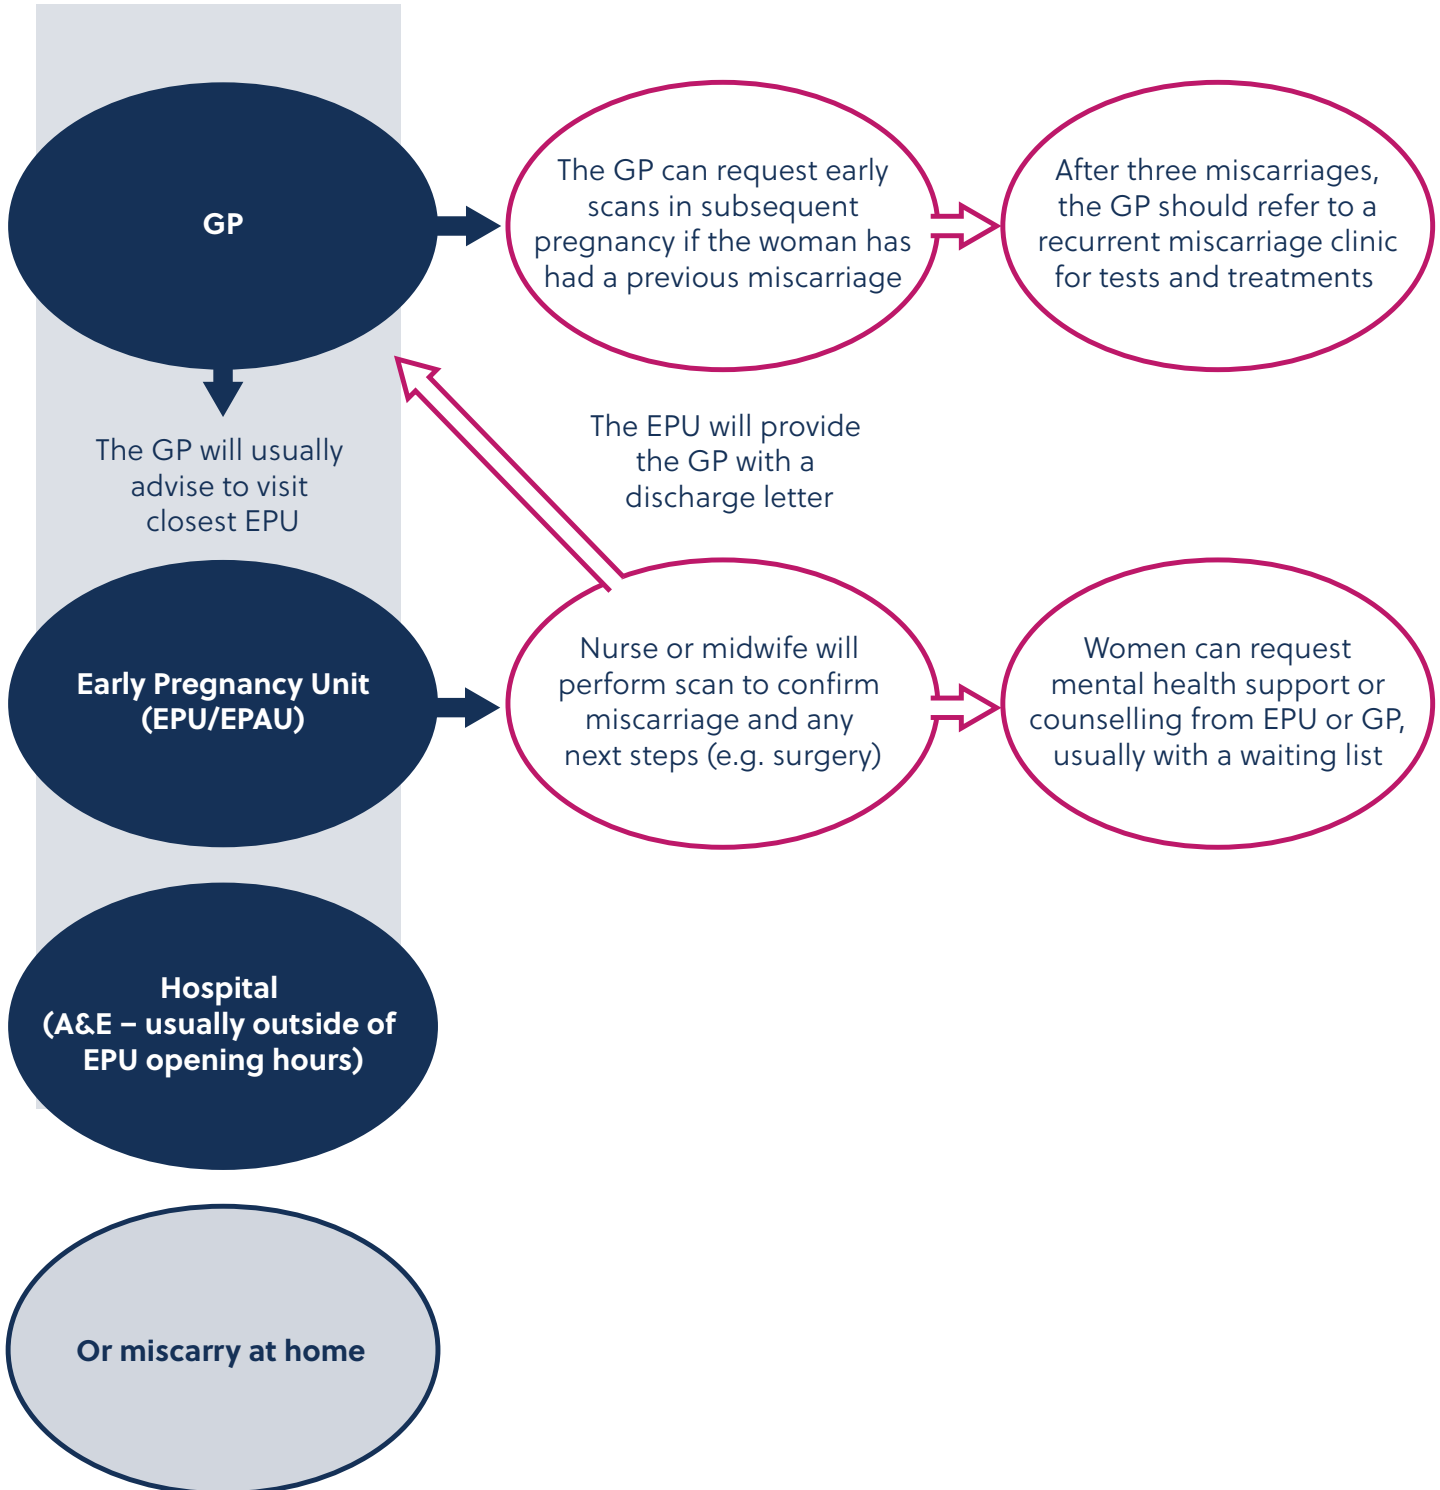 GP
The GP can request early
scans in subsequent
pregnancy if the woman has
had a previous miscarriage
After three miscarriages,
the GP should refer to a
recurrent miscarriage clinic
for tests and treatments
The GP will usually
advise to visit
closest EPU
The EPU will provide
the GP with a
discharge letter
Early Pregnancy Unit
(EPU/EPAU)
Nurse or midwife will
perform scan to confirm
miscarriage and any
next steps (e.g. surgery)
Women can request
mental health support or
counselling from EPU or GP,
usually with a waiting list
Hospital
(A&E – usually outside of
EPU opening hours)
Or miscarry at home